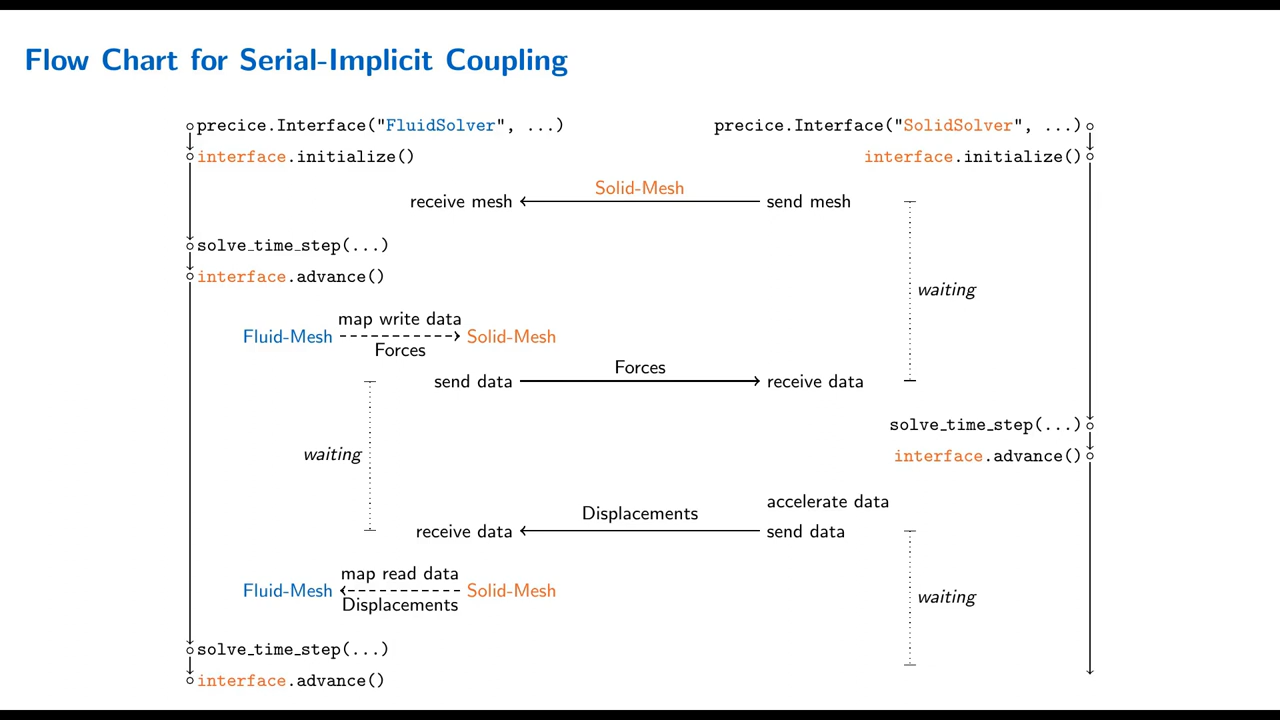 Flow Chart for Serial-Implicit Coupling
precice.Interface("FluidSolver", ...)
precice.Interface("SolidSolver", ...)
interface.initialize()
interface.initialize()
Solid-Mesh
receive mesh
send mesh
solve_time_step(...)
interface.advance()
waiting
map write data
Fluid-Mesh
Solid-Mesh
Forces
Forces
send data
receive data
solve_time_step(...)
waiting
interface.advance()
accelerate data
Displacements
receive data
send data
map read data
Fluid-Mesh
Solid-Mesh
Displacements
waiting
solve_time_step(...)
interface.advance()